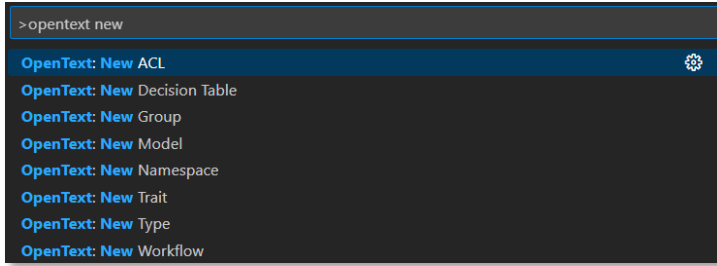 >opentext new
OpenText: New ACL
OpenText: New Decision Table
OpenText: New Group
OpenText: New Model
OpenText: New Namespace
OpenText: New Trait
OpenText: New Type
OpenText: New Workflow